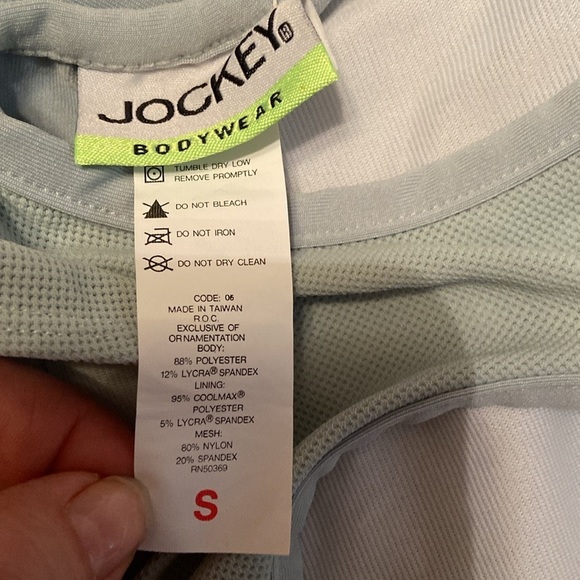 JOCKEY®
BODYWEAR
TUMBLE DRY LOW
REMOVE PROMPTLY
DO NOT BLEACH
DO NOT IRON
DO NOT DRY CLEAN
CODE: 06
MADE IN TAIWAN
R.O.C.
EXCLUSIVE OF
ORNAMENTATION
BODY:
88% POLYESTER
12% LYCRA® SPANDEX
LINING:
95% COOLMAX®
POLYESTER
5% LYCRA® SPANDEX
MESH:
80% NYLON
20% SPANDEX
RN50369
S